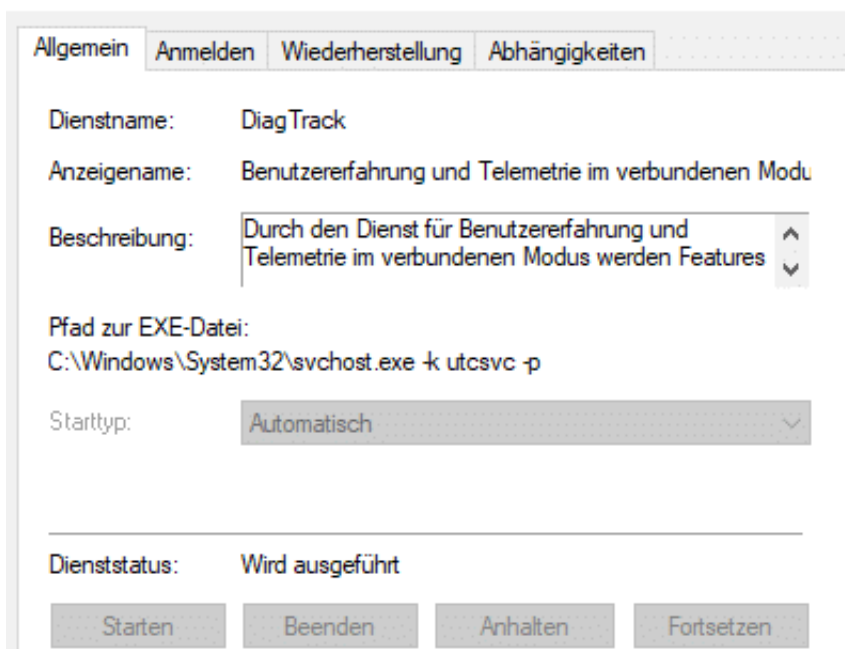 Allgemein Anmelden Wiederherstellung Abhängigkeiten
Dienstname: DiagTrack
Anzeigename: Benutzererfahrung und Telemetrie im verbundenen Modu
Beschreibung: Durch den Dienst für Benutzererfahrung und
Telemetrie im verbundenen Modus werden Features
Pfad zur EXE-Datei:
C:\Windows\System32\svchost.exe -k utcsvc -p
Starttyp: Automatisch
Dienststatus: Wird ausgeführt
Starten Beenden Anhalten Fortsetzen